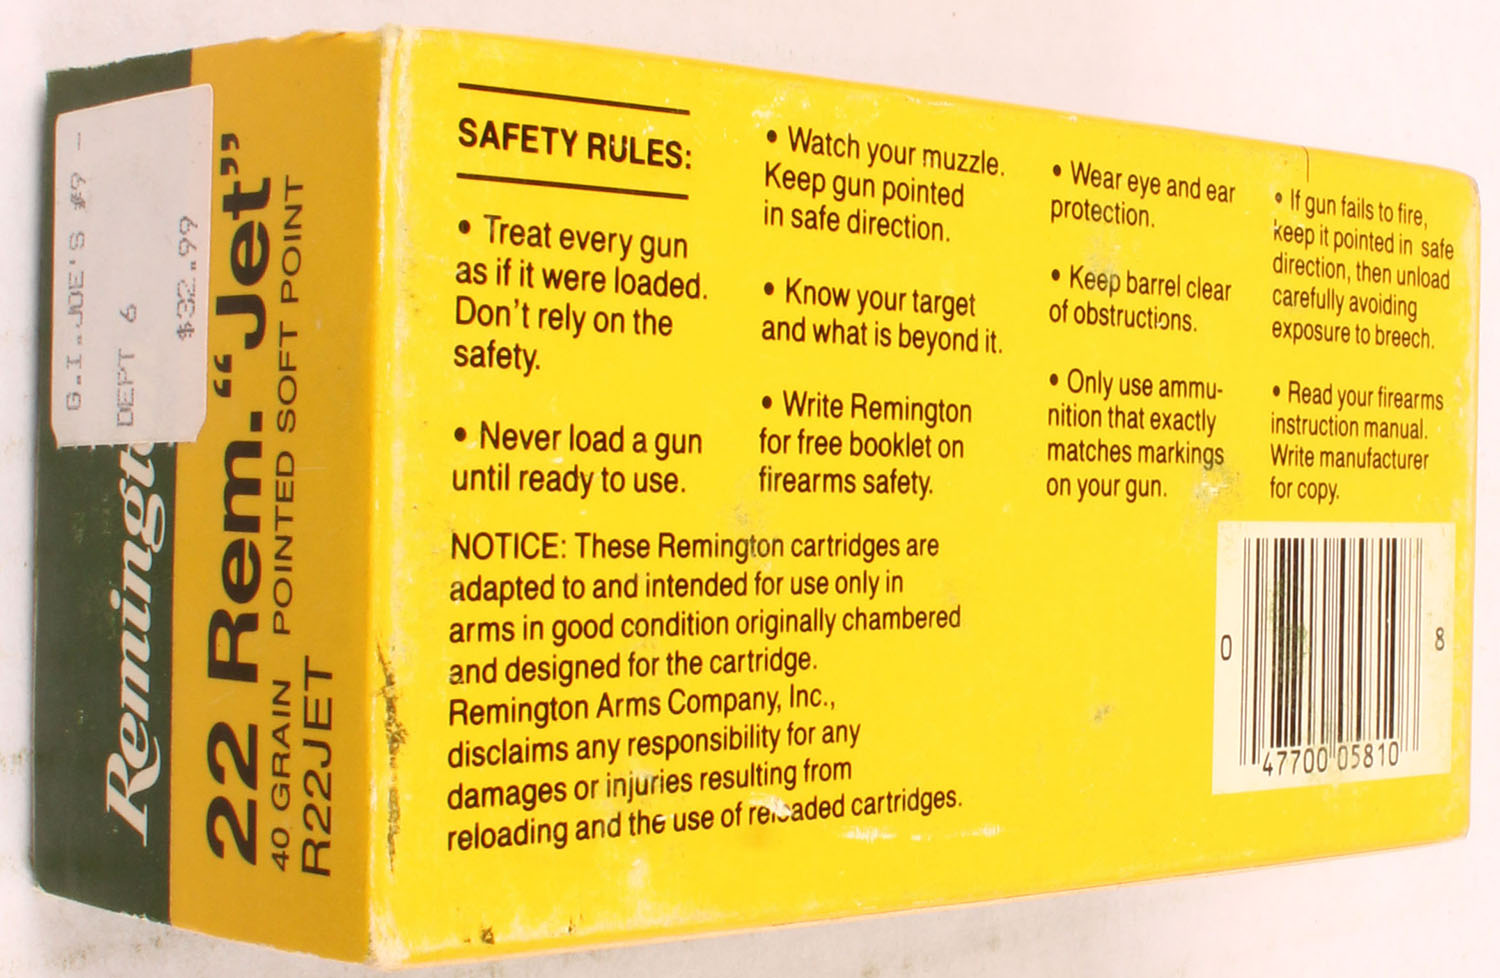 G.I. JOE'S #9 -
DEPT 6
$32.99
Remingt
22 Rem. “Jet”
40 GRAIN POINTED SOFT POINT
R22JET
SAFETY RULES:
• Treat every gun
as if it were loaded.
Don't rely on the
safety.
• Never load a gun
until ready to use.
• Watch your muzzle.
Keep gun pointed
in safe direction.
• Know your target
and what is beyond it.
• Write Remington
for free booklet on
firearms safety.
• Wear eye and ear
protection.
• Keep barrel clear
of obstructions.
• Only use ammu-
nition that exactly
matches markings
on your gun.
• If gun fails to fire,
keep it pointed in safe
direction, then unload
carefully avoiding
exposure to breech.
• Read your firearms
instruction manual.
Write manufacturer
for copy.
NOTICE: These Remington cartridges are
adapted to and intended for use only in
arms in good condition originally chambered
and designed for the cartridge.
Remington Arms Company, Inc.,
disclaims any responsibility for any
damages or injuries resulting from
reloading and the use of reloaded cartridges.
0 47700 05810 8